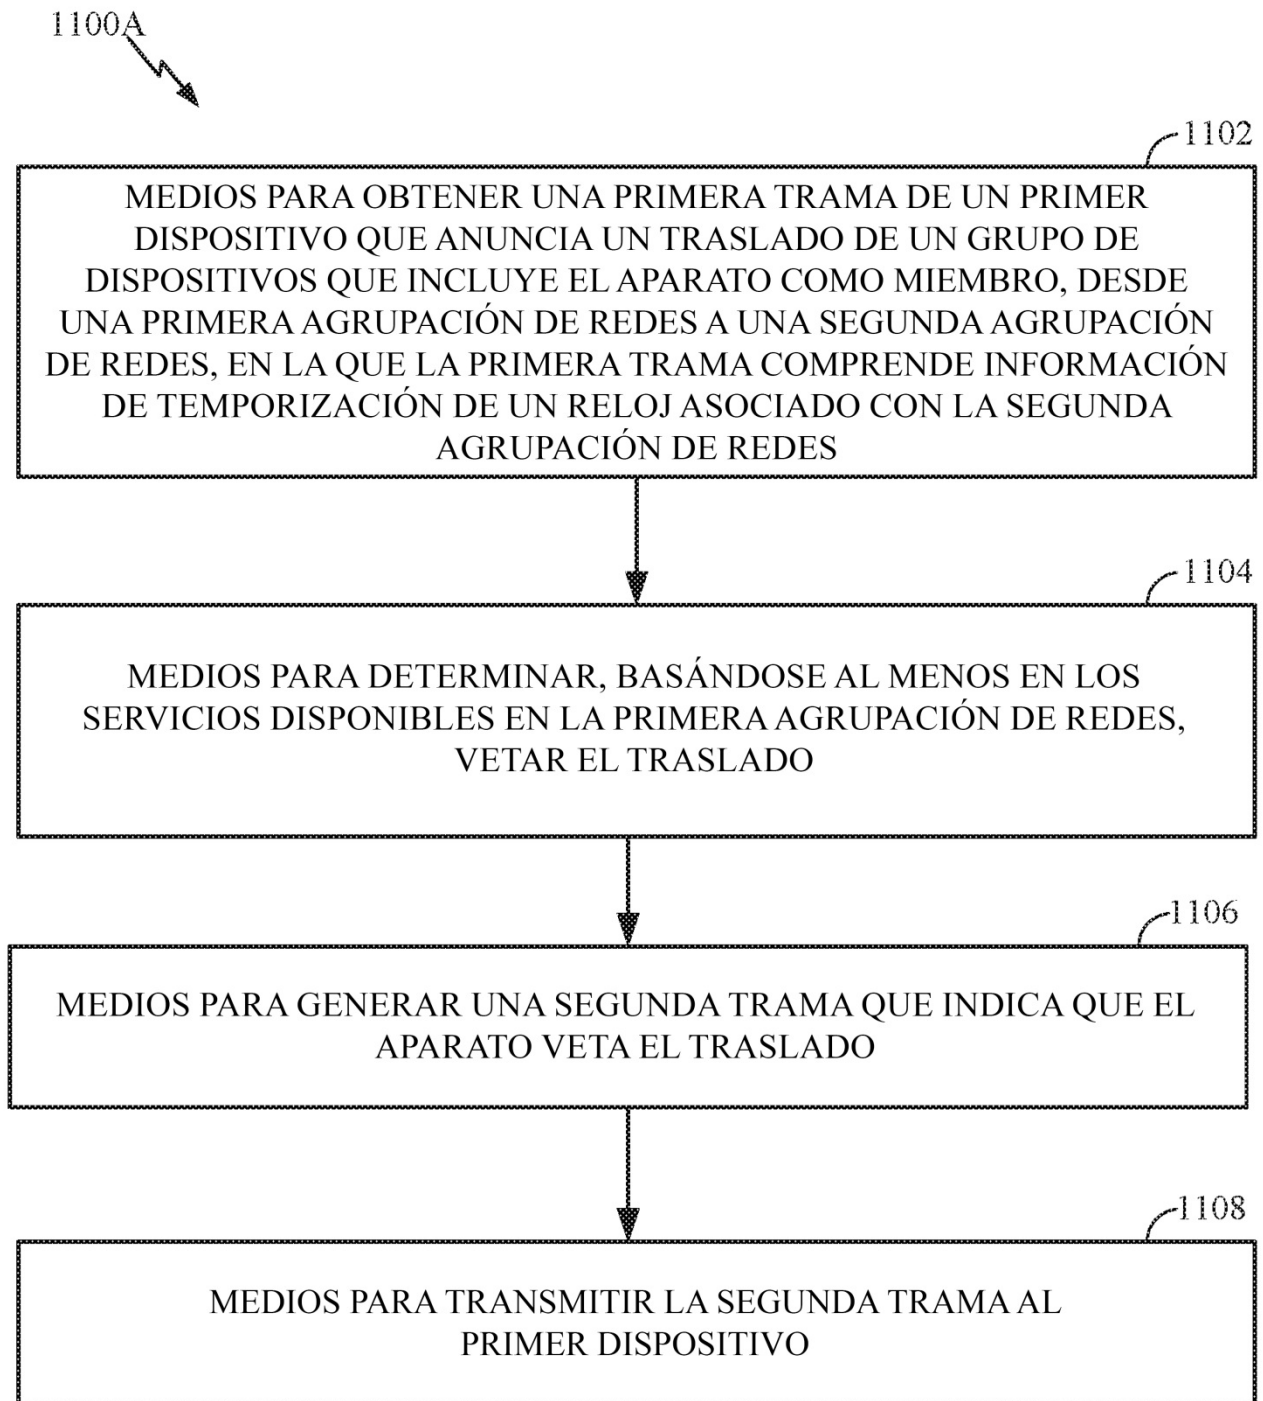 1100A
1102
MEDIOS PARA OBTENER UNA PRIMERA TRAMA DE UN PRIMER
DISPOSITIVO QUE ANUNCIA UN TRASLADO DE UN GRUPO DE
DISPOSITIVOS QUE INCLUYE EL APARATO COMO MIEMBRO, DESDE
UNA PRIMERA AGRUPACIÓN DE REDES A UNA SEGUNDA AGRUPACIÓN
DE REDES, EN LA QUE LA PRIMERA TRAMA COMPRENDE INFORMACIÓN
DE TEMPORIZACIÓN DE UN RELOJ ASOCIADO CON LA SEGUNDA
AGRUPACIÓN DE REDES
1104
MEDIOS PARA DETERMINAR, BASÁNDOSE AL MENOS EN LOS
SERVICIOS DISPONIBLES EN LA PRIMERA AGRUPACIÓN DE REDES,
VETAR EL TRASLADO
1106
MEDIOS PARA GENERAR UNA SEGUNDA TRAMA QUE INDICA QUE EL
APARATO VETA EL TRASLADO
1108
MEDIOS PARA TRANSMITIR LA SEGUNDA TRAMA AL
PRIMER DISPOSITIVO